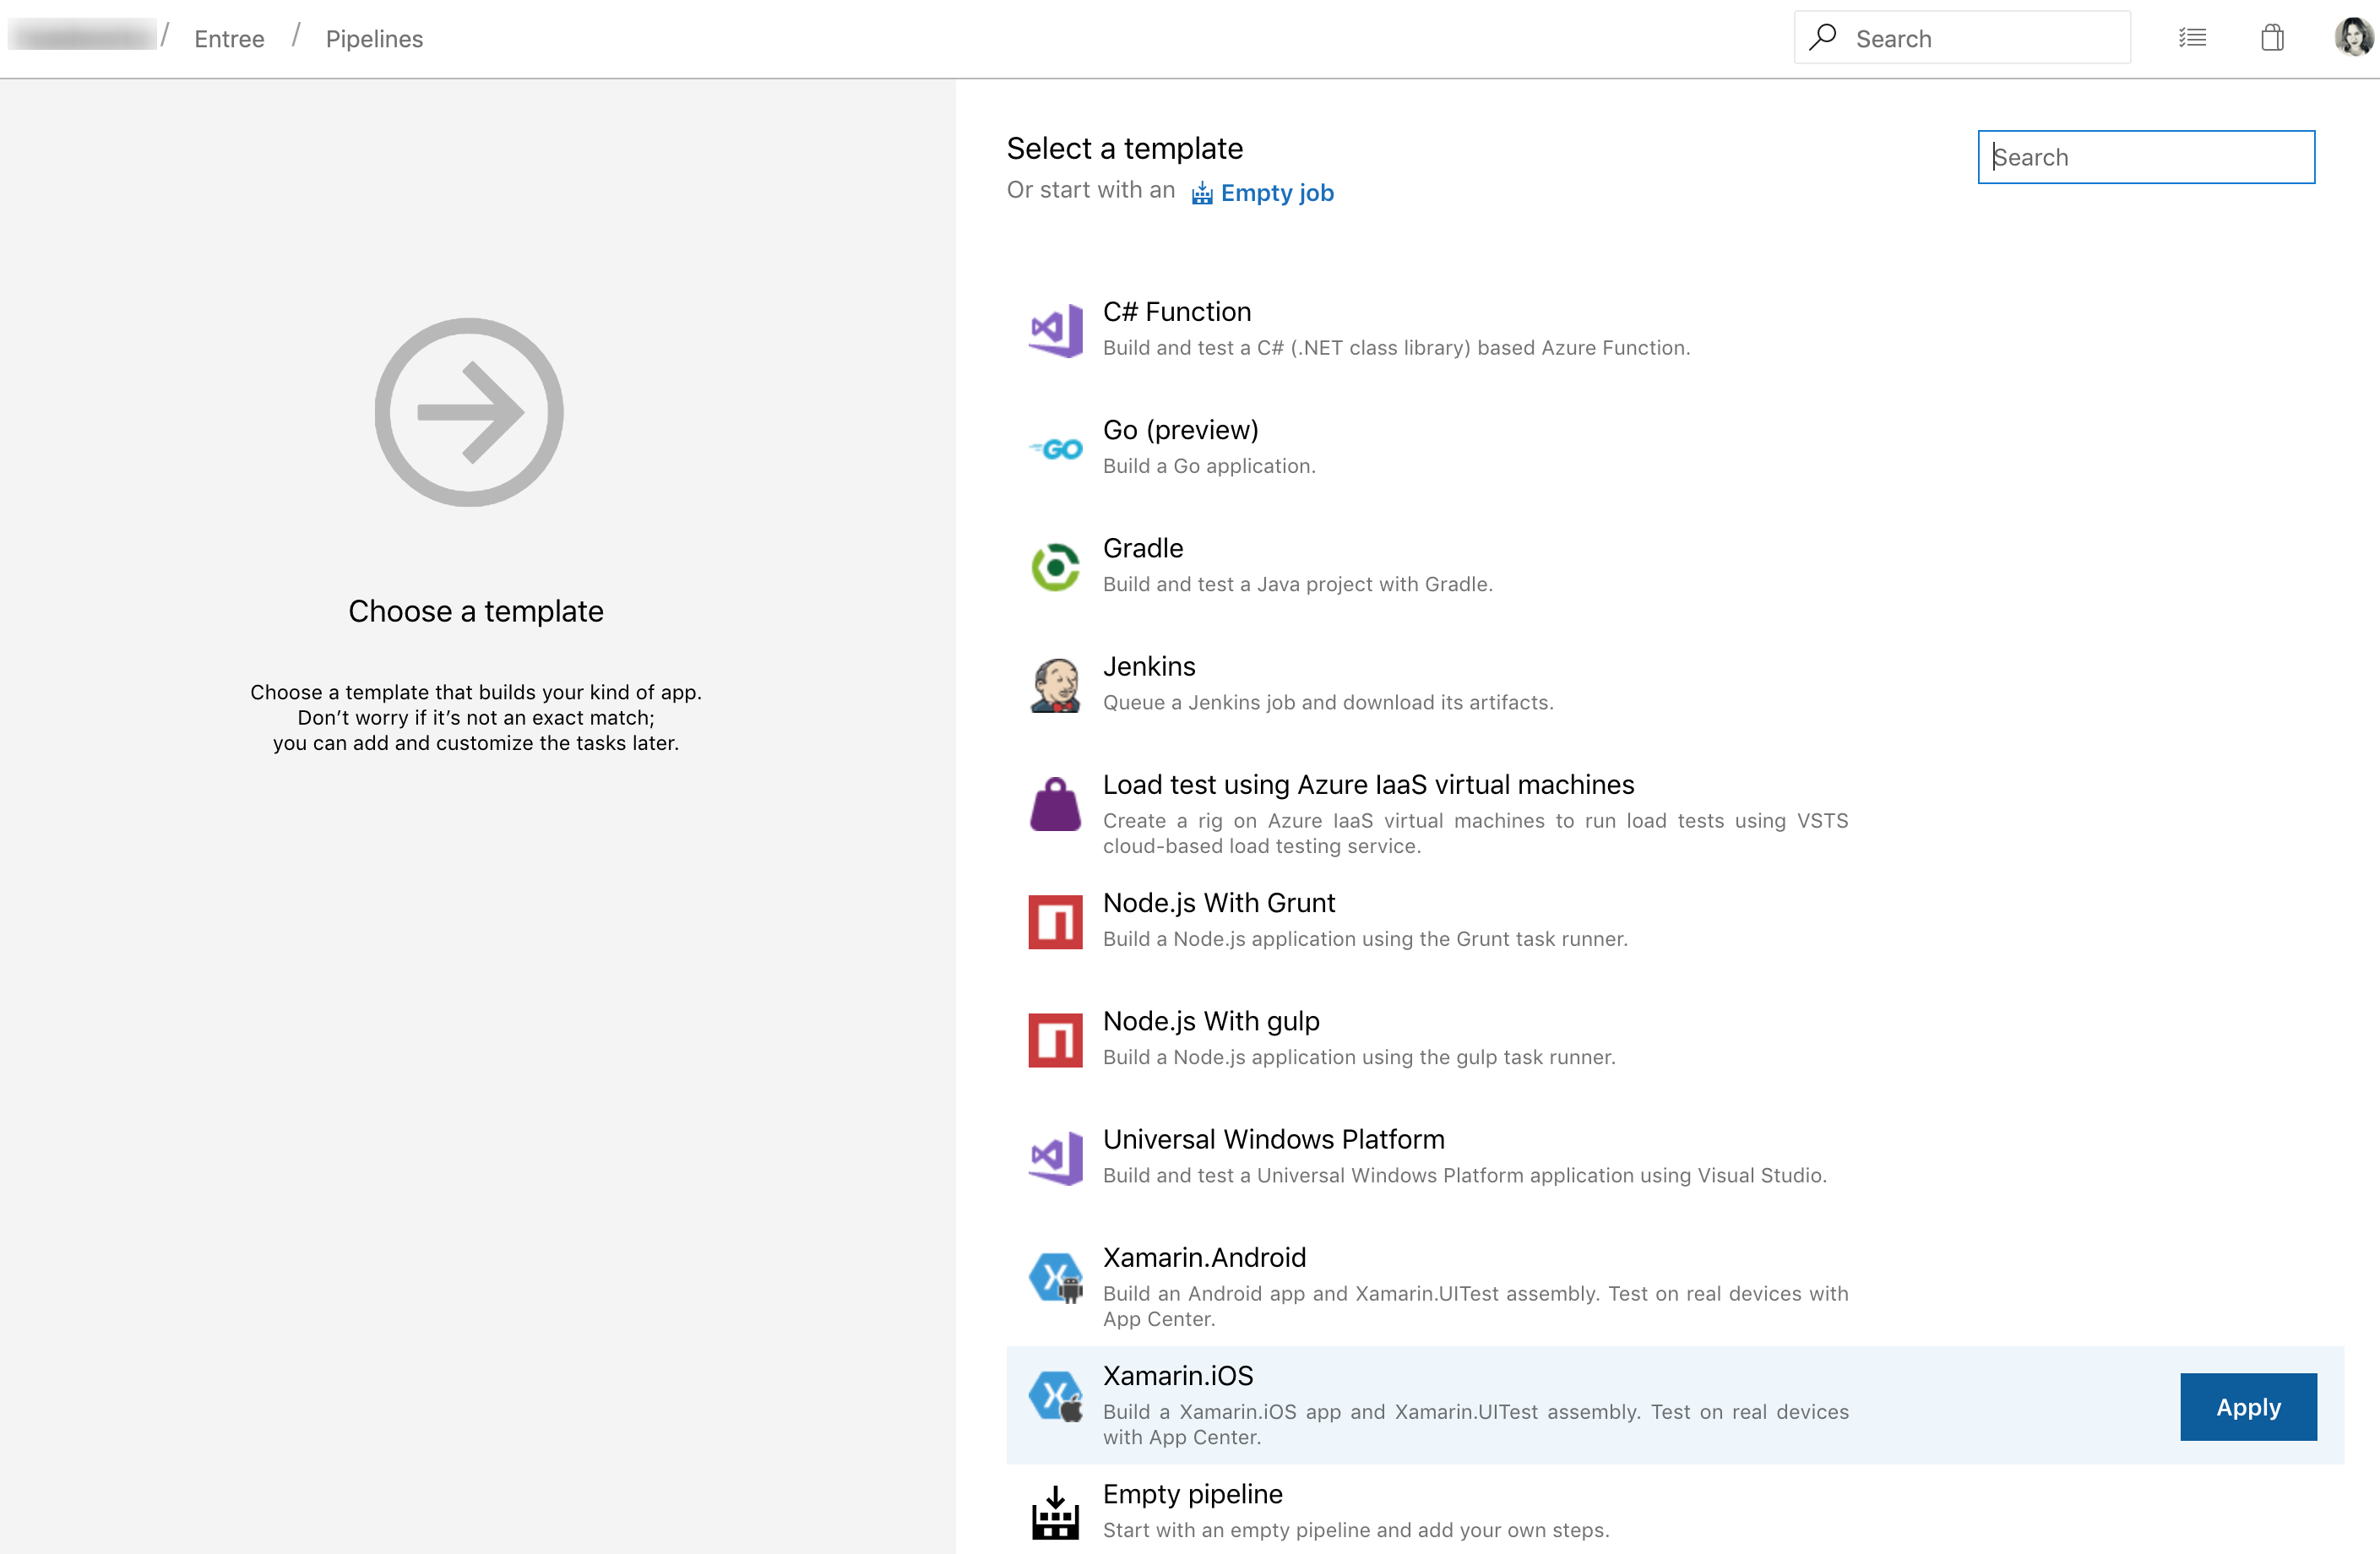 / Entree / Pipelines
Search
Select a template
Search
Or start with an Empty job
C# Function
Build and test a C# (.NET class library) based Azure Function.
Go (preview)
Build a Go application.
GO
Gradle
Build and test a Java project with Gradle.
Choose a template
Choose a template that builds your kind of app.
Don’t worry if it’s not an exact match;
you can add and customize the tasks later.
Jenkins
Queue a Jenkins job and download its artifacts.
Load test using Azure IaaS virtual machines
Create a rig on Azure IaaS virtual machines to run load tests using VSTS
cloud-based load testing service.
Node.js With Grunt
Build a Node.js application using the Grunt task runner.
Node.js With gulp
Build a Node.js application using the gulp task runner.
Universal Windows Platform
Build and test a Universal Windows Platform application using Visual Studio.
Xamarin.Android
Build an Android app and Xamarin.UITest assembly. Test on real devices with
App Center.
Xamarin.iOS
Build a Xamarin.iOS app and Xamarin.UITest assembly. Test on real devices
with App Center.
Apply
Empty pipeline
Start with an empty pipeline and add your own steps.